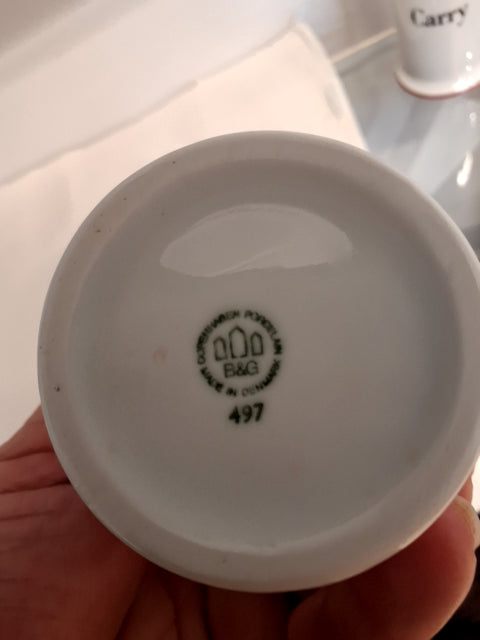 Carry
COPENHAGEN PORCELAIN
MADE IN DENMARK
B&G
497